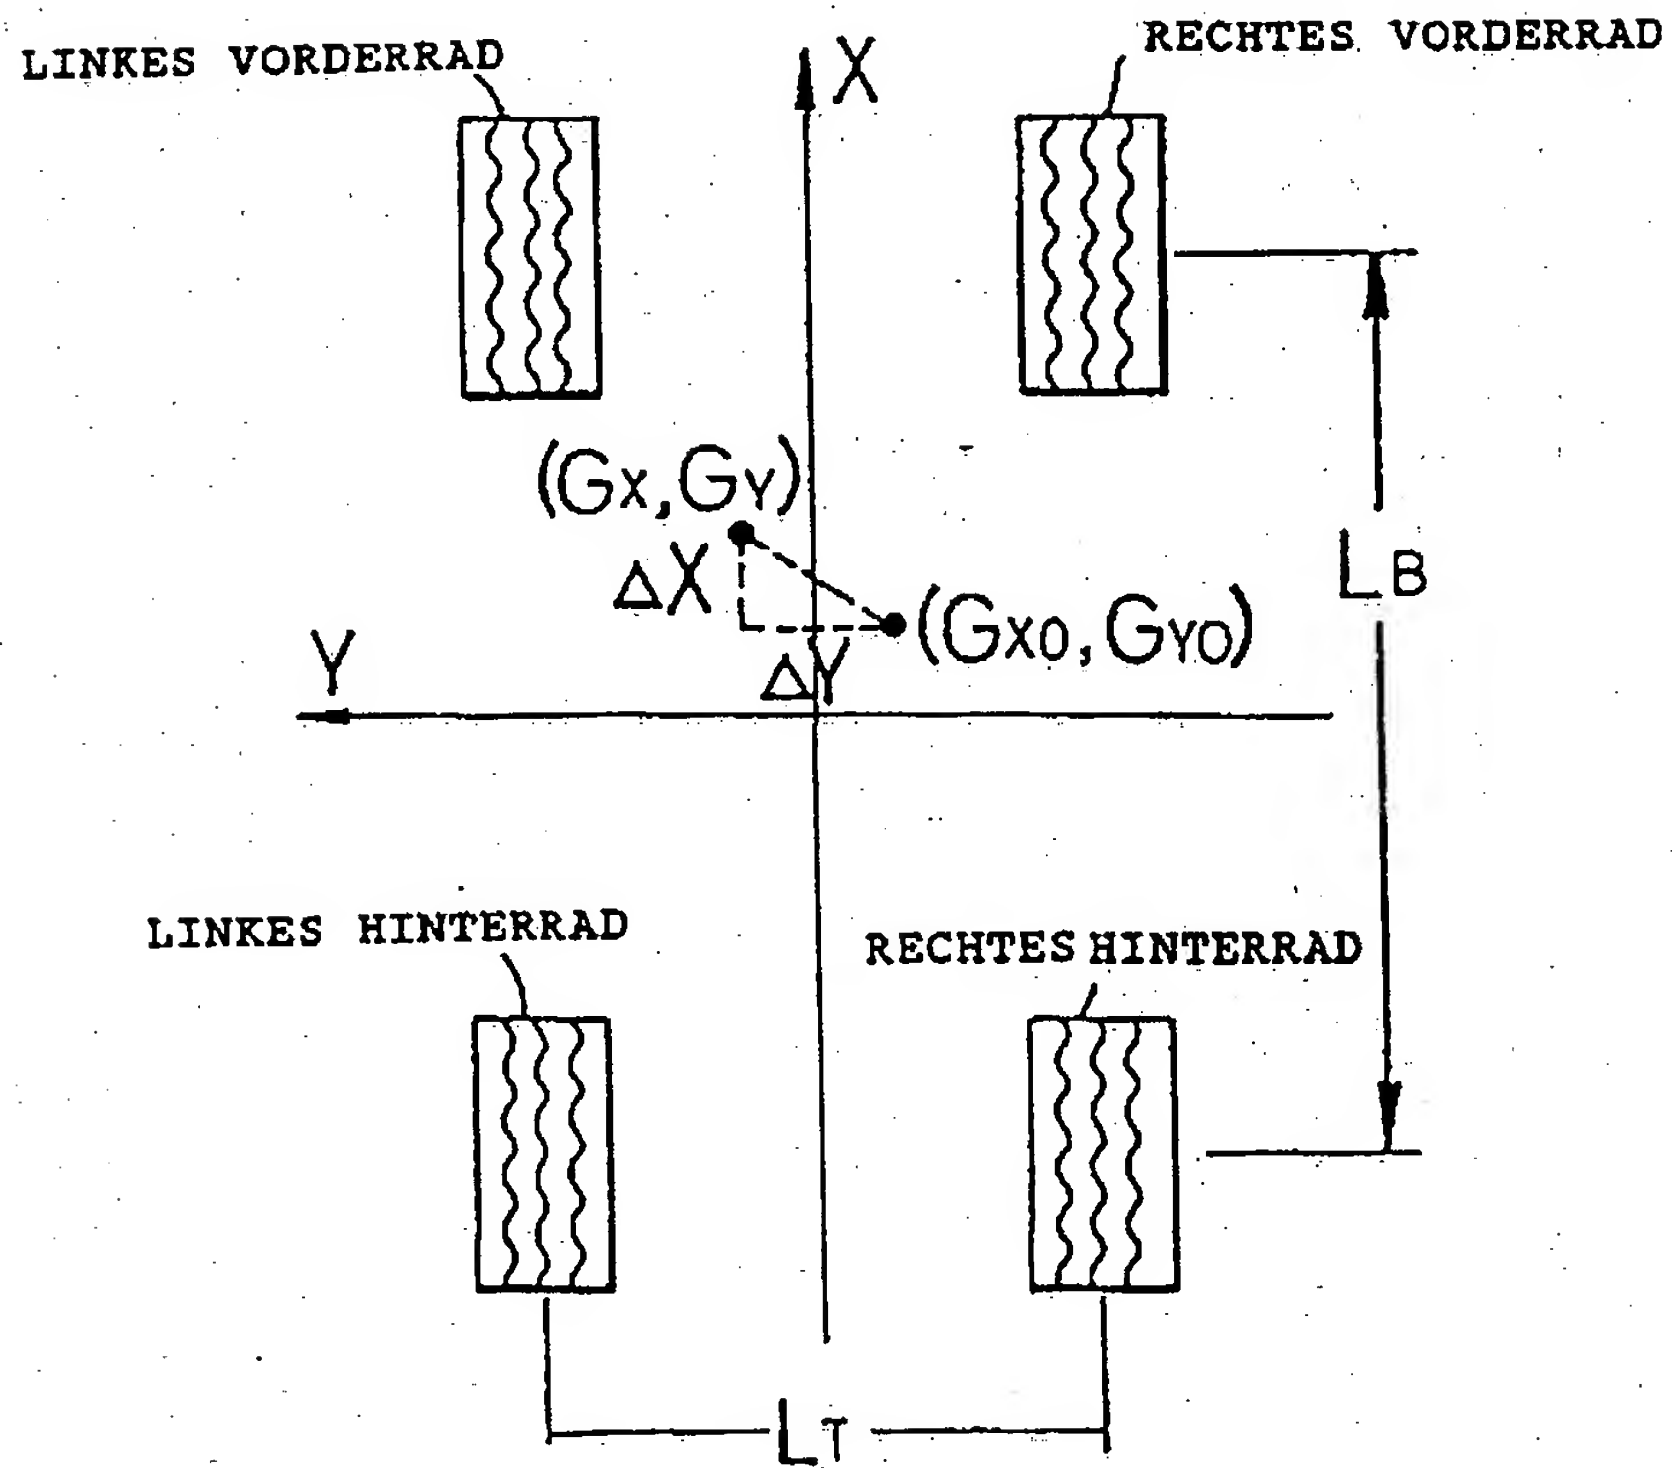 LINKES VORDERRAD
RECHTES VORDERRAD
X
(GX, GY)
ΔX
(GX0, GY0)
ΔY
Y
LB
LINKES HINTERRAD
RECHTES HINTERRAD
LT